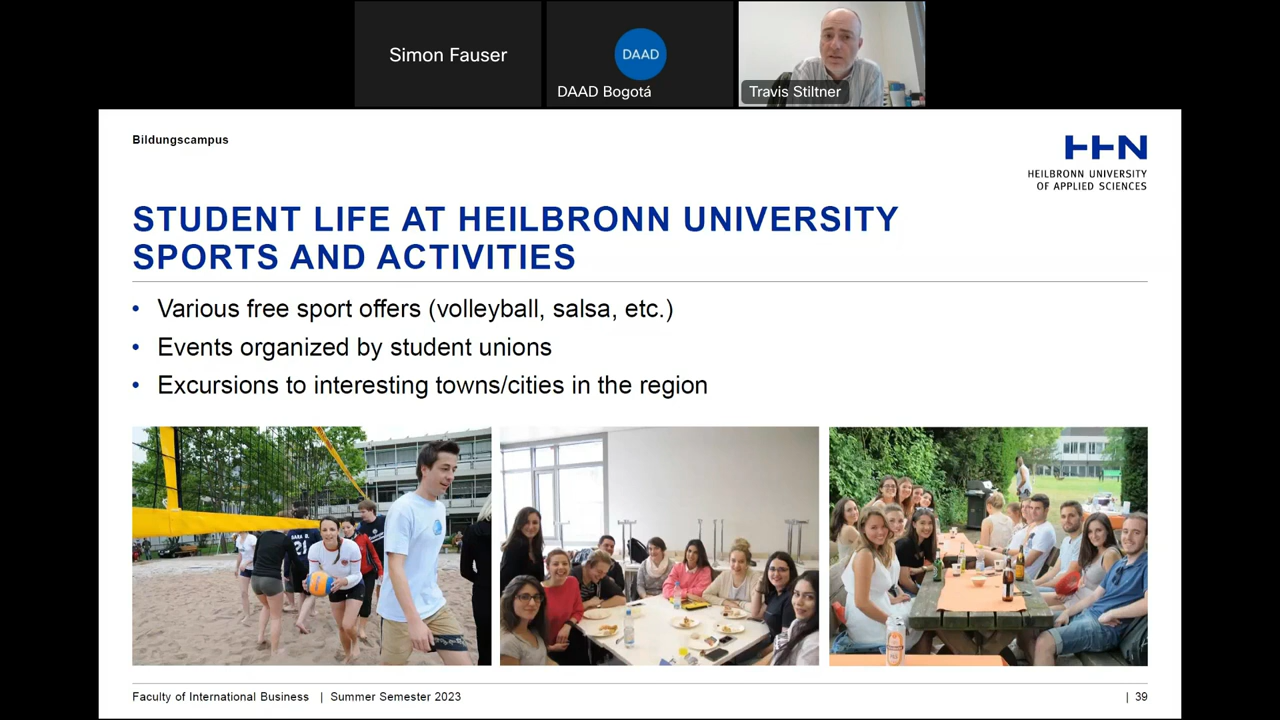 Simon Fauser
DAAD
DAAD Bogotá
Travis Stiltner
Bildungscampus
HHN
HEILBRONN UNIVERSITY
OF APPLIED SCIENCES
STUDENT LIFE AT HEILBRONN UNIVERSITY
SPORTS AND ACTIVITIES
• Various free sport offers (volleyball, salsa, etc.)
• Events organized by student unions
• Excursions to interesting towns/cities in the region
SARA B.
21
Faculty of International Business | Summer Semester 2023
| 39